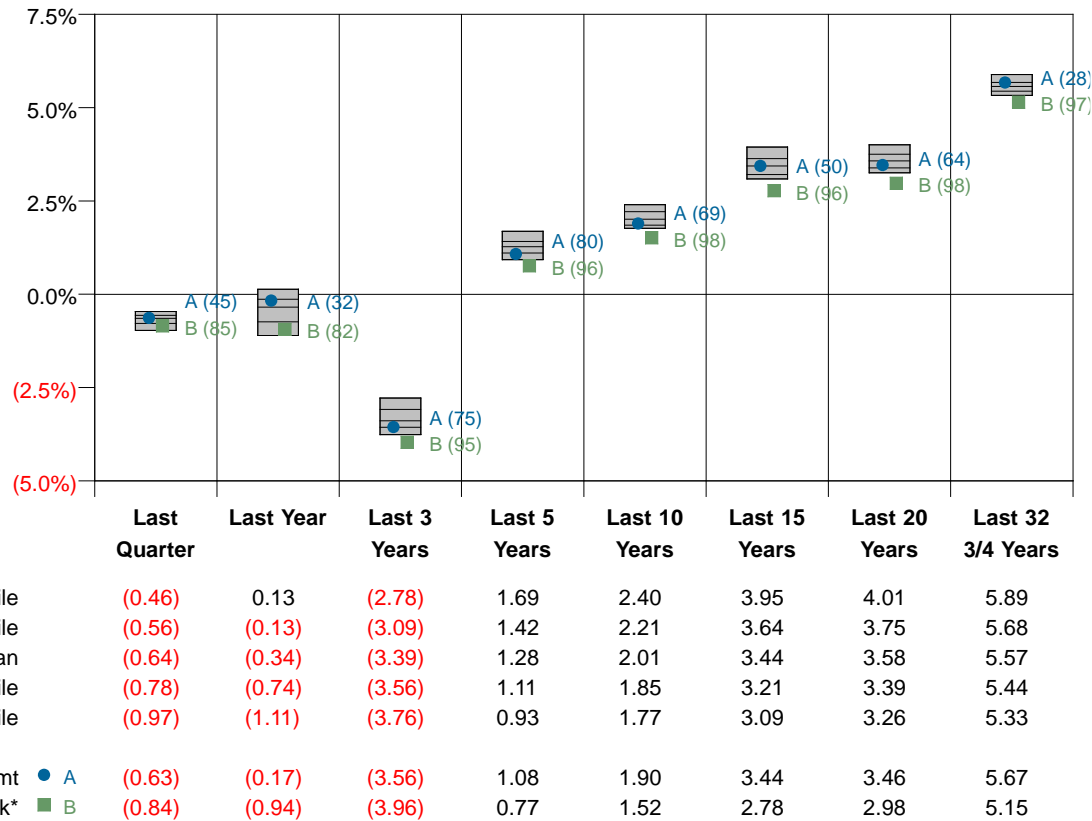 7.5%
5.0%
2.5%
0.0%
(2.5%)
(5.0%)
A (45)
B (85)
A (32)
B (82)
A (75)
B (95)
A (80)
B (96)
A (69)
B (98)
A (50)
B (96)
A (64)
B (98)
A (28)
B (97)
Last Quarter Last Year Last 3 Years Last 5 Years Last 10 Years Last 15 Years Last 20 Years Last 32 3/4 Years
ile (0.46) 0.13 (2.78) 1.69 2.40 3.95 4.01 5.89
ile (0.56) (0.13) (3.09) 1.42 2.21 3.64 3.75 5.68
an (0.64) (0.34) (3.39) 1.28 2.01 3.44 3.58 5.57
ile (0.78) (0.74) (3.56) 1.11 1.85 3.21 3.39 5.44
ile (0.97) (1.11) (3.76) 0.93 1.77 3.09 3.26 5.33
mt A (0.63) (0.17) (3.56) 1.08 1.90 3.44 3.46 5.67
k* B (0.84) (0.94) (3.96) 0.77 1.52 2.78 2.98 5.15